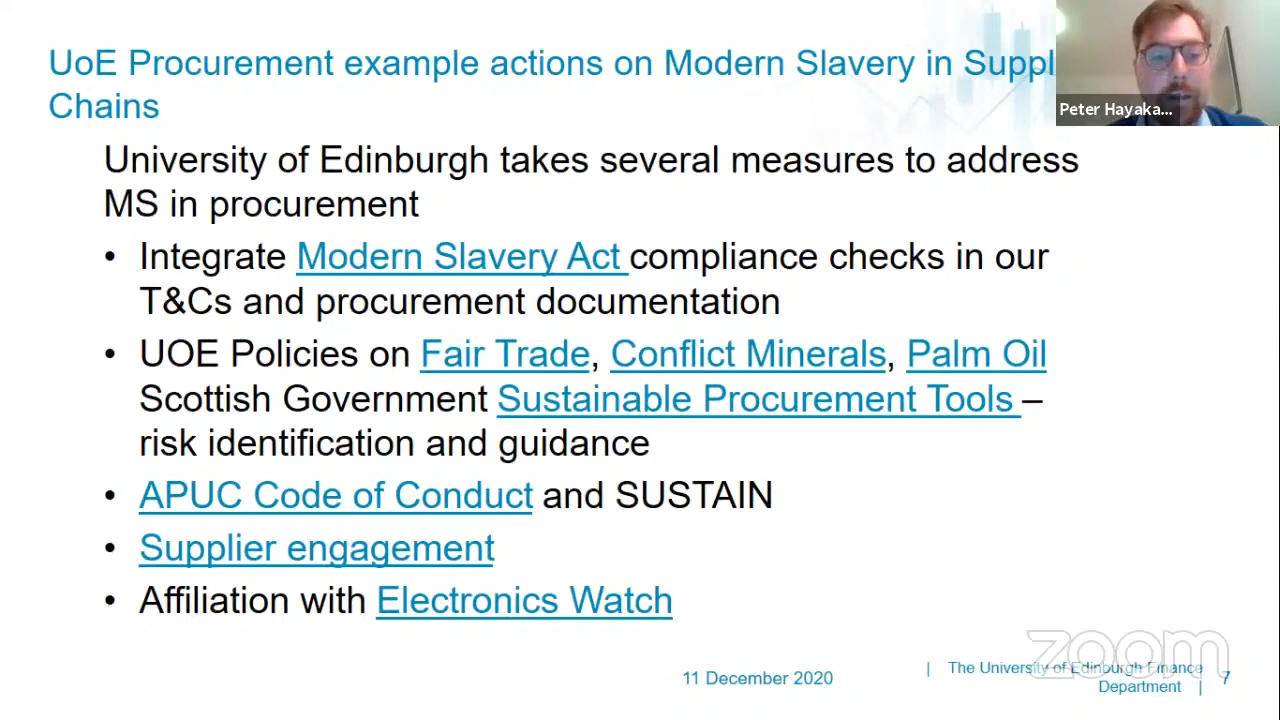 UoE Procurement example actions on Modern Slavery in Suppl
Chains
Peter Hayaka...
University of Edinburgh takes several measures to address
MS in procurement
• Integrate Modern Slavery Act compliance checks in our
T&Cs and procurement documentation
• UOE Policies on Fair Trade, Conflict Minerals, Palm Oil
Scottish Government Sustainable Procurement Tools –
risk identification and guidance
• APUC Code of Conduct and SUSTAIN
• Supplier engagement
• Affiliation with Electronics Watch
zoom
11 December 2020
| The University of Edinburgh Finance
Department |
7